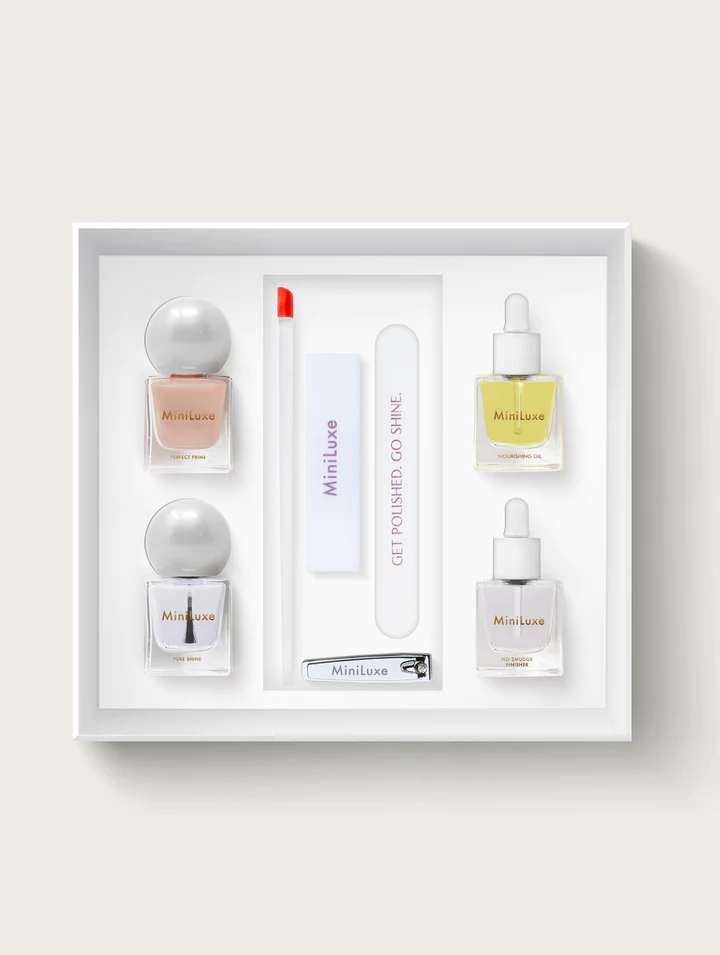 MiniLuxe
PERFECT PRIME
MiniLuxe
PURE SHINE
MiniLuxe
GET POLISHED. GO SHINE.
MiniLuxe
MiniLuxe
NOURISHING OIL
MiniLuxe
NO SMUDGE
FINISHER